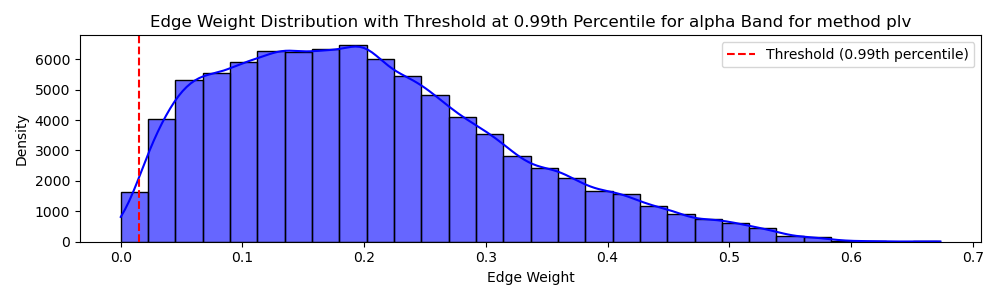 Edge Weight Distribution with Threshold at 0.99th Percentile for alpha Band for method plv
Threshold (0.99th percentile)
Density
6000
5000
4000
3000
2000
1000
0
0.0 0.1 0.2 0.3 0.4 0.5 0.6 0.7
Edge Weight